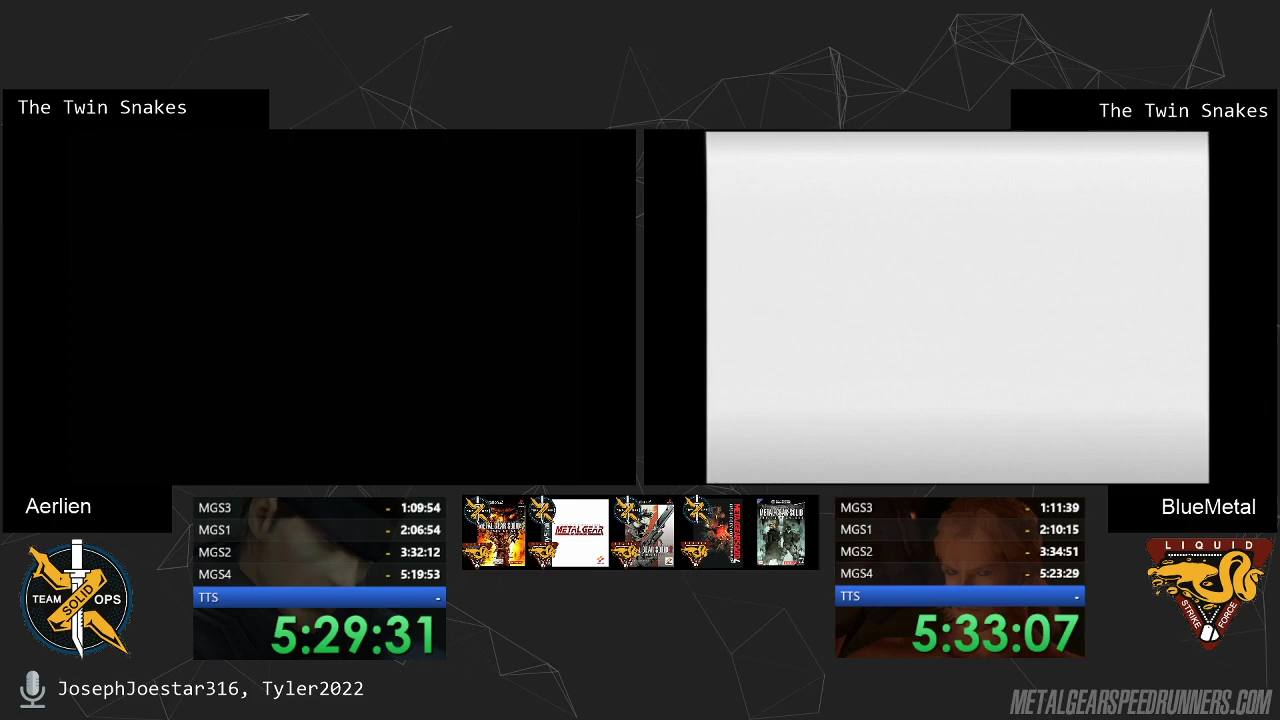 The Twin Snakes
The Twin Snakes
Aerlien
BlueMetal
MGS3 - 1:09:54
MGS1 - 2:06:54
MGS2 - 3:32:12
MGS4 - 5:19:53
TTS -
5:29:31
MGS3 - 1:11:39
MGS1 - 2:10:15
MGS2 - 3:34:51
MGS4 - 5:23:29
TTS -
5:33:07
METAL GEAR
TEAM SOLID OPS
LIQUID
STRIKE FORCE
JosephJoestar316, Tyler2022
METALGEARSPEEDRUNNERS.COM